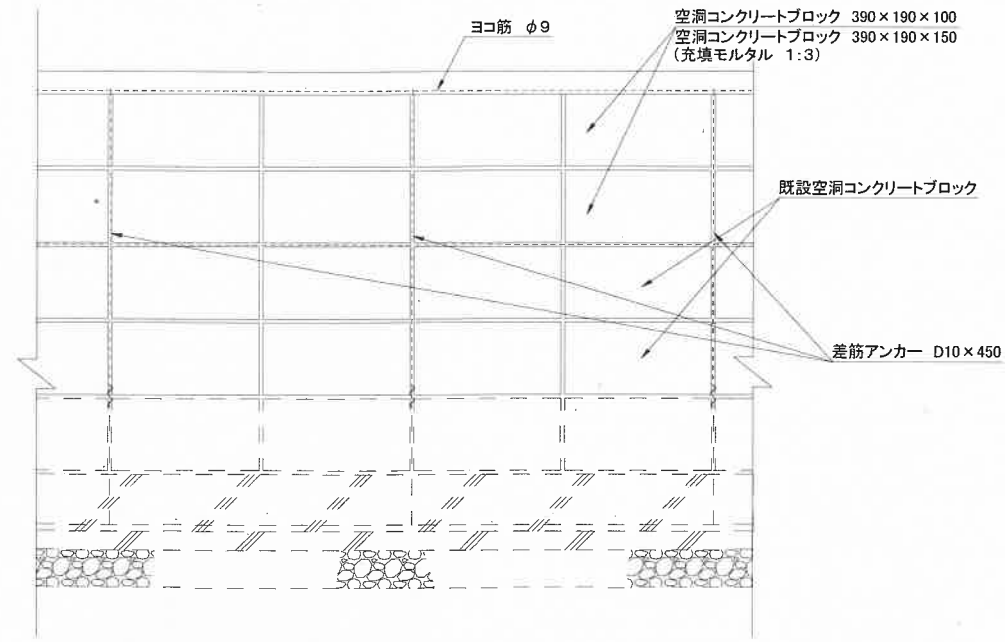 空洞コンクリートブロック 390×190×100
空洞コンクリートブロック 390×190×150
(充填モルタル 1:3)
ヨコ筋 φ9
既設空洞コンクリートブロック
差筋アンカー D10×450